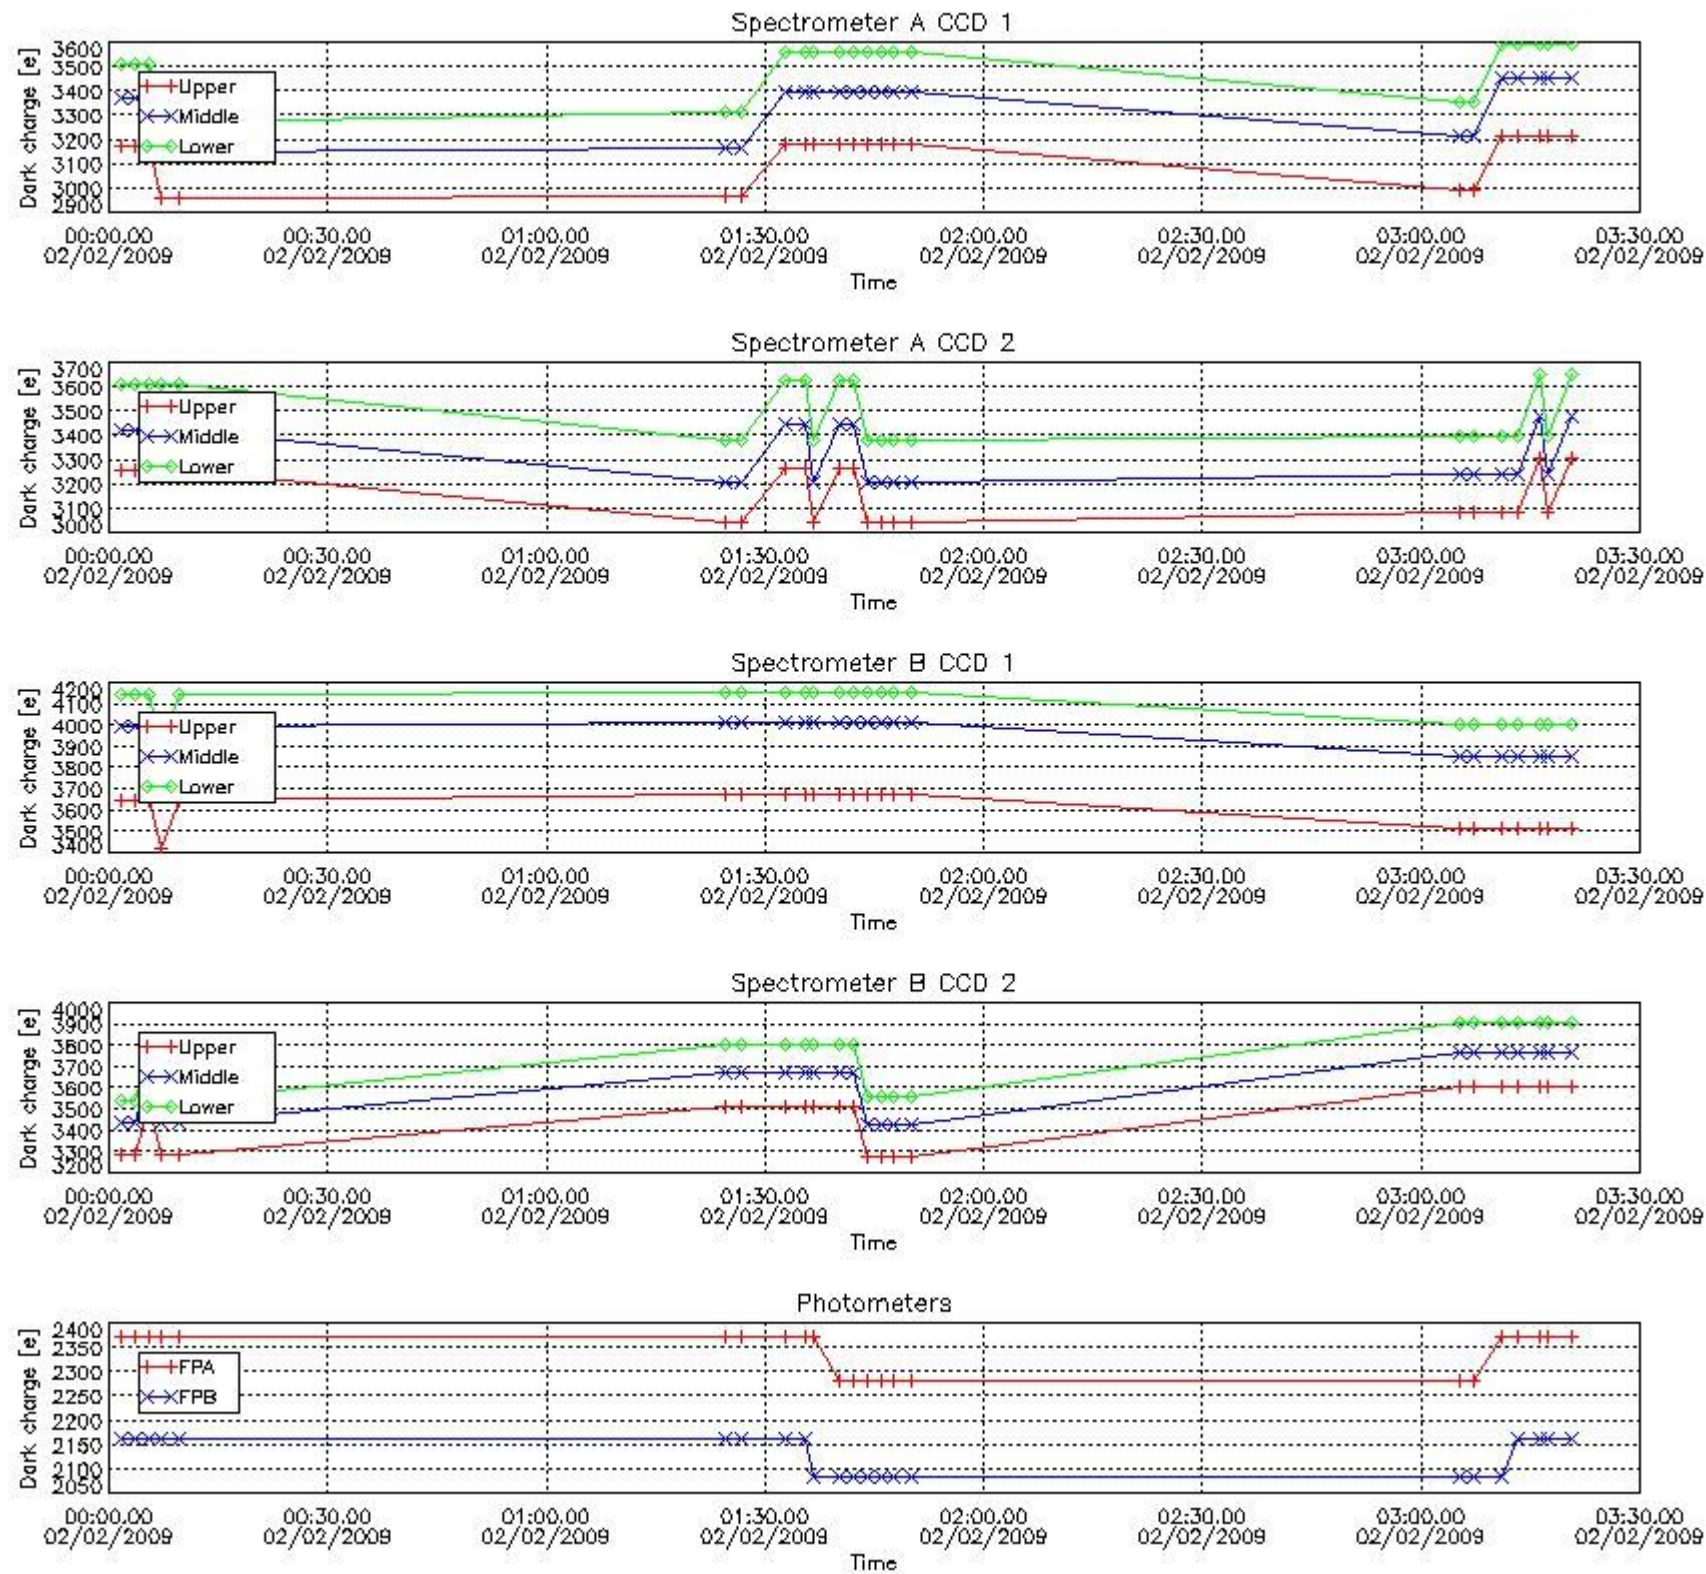 Spectrometer A CCD 1
Dark charge [e]
3600
3500
3400
3300
3200
3100
3000
2900
Upper
Middle
Lower
00:00.00 00:30.00 01:00.00 01:30.00 02:00.00 02:30.00 03:00.00 03:30.00
02/02/2009 02/02/2009 02/02/2009 02/02/2009 02/02/2009 02/02/2009 02/02/2009 02/02/2009
Time
Spectrometer A CCD 2
Dark charge [e]
3700
3600
3500
3400
3300
3200
3100
3000
Upper
Middle
Lower
00:00.00 00:30.00 01:00.00 01:30.00 02:00.00 02:30.00 03:00.00 03:30.00
02/02/2009 02/02/2009 02/02/2009 02/02/2009 02/02/2009 02/02/2009 02/02/2009 02/02/2009
Time
Spectrometer B CCD 1
Dark charge [e]
4200
4100
4000
3900
3800
3700
3600
3500
3400
Upper
Middle
Lower
00:00.00 00:30.00 01:00.00 01:30.00 02:00.00 02:30.00 03:00.00 03:30.00
02/02/2009 02/02/2009 02/02/2009 02/02/2009 02/02/2009 02/02/2009 02/02/2009 02/02/2009
Time
Spectrometer B CCD 2
Dark charge [e]
4000
3900
3800
3700
3600
3500
3400
3300
3200
Upper
Middle
Lower
00:00.00 00:30.00 01:00.00 01:30.00 02:00.00 02:30.00 03:00.00 03:30.00
02/02/2009 02/02/2009 02/02/2009 02/02/2009 02/02/2009 02/02/2009 02/02/2009 02/02/2009
Time
Photometers
Dark charge [e]
2400
2350
2300
2250
2200
2150
2100
2050
FPA
FPB
00:00.00 00:30.00 01:00.00 01:30.00 02:00.00 02:30.00 03:00.00 03:30.00
02/02/2009 02/02/2009 02/02/2009 02/02/2009 02/02/2009 02/02/2009 02/02/2009 02/02/2009
Time